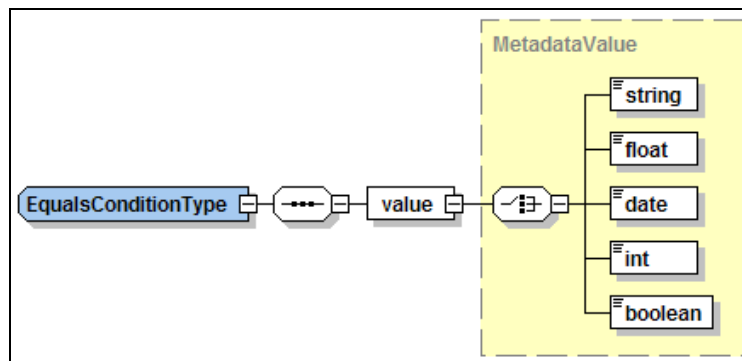 MetadataValue
string
float
EqualsConditionType
value
date
int
boolean